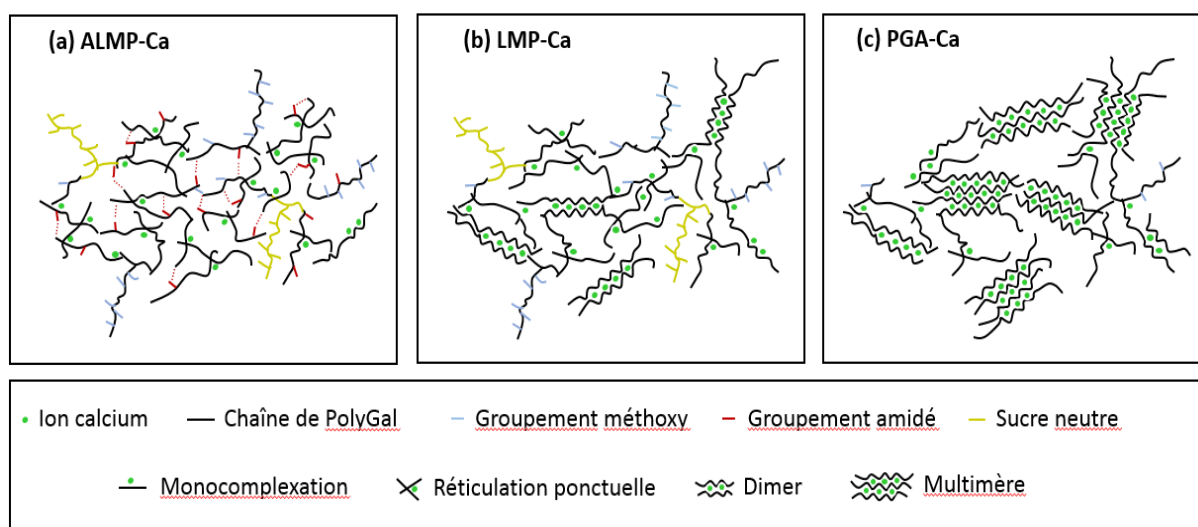 (a) ALMP-Ca
(b) LMP-Ca
(c) PGA-Ca
Ion calcium
Chaîne de PolyGal
Groupement méthoxy
Groupement amidé
Sucre neutre
Monocomplexation
Réticulation ponctuelle
Dimer
Multimère